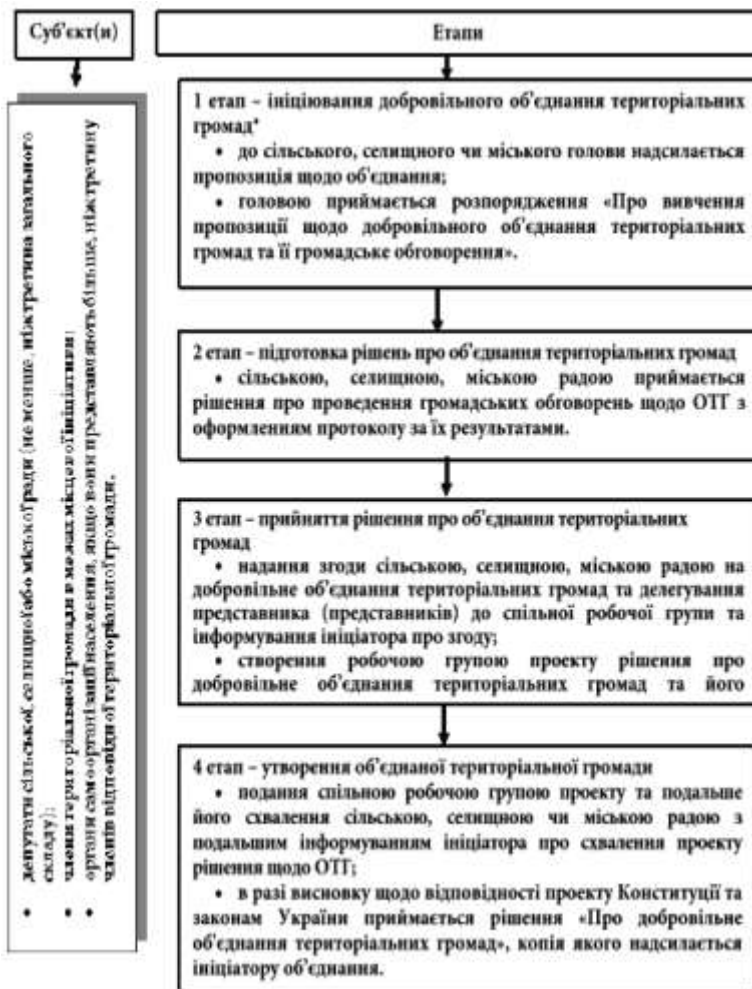 Суб'єкт(и)
Етапи
депутати сільської, селищної або міської ради (не менше, ніж третина загального
складу);
члени територіальної громади в межах місцевої ініціативи;
органи самоорганізації населення, якщо вони представляють більше, ніж третину
членів відповідної територіальної громади.
1 етап – ініціювання добровільного об'єднання територіальних
громад*
• до сільського, селищного чи міського голови надсилається
пропозиція щодо об'єднання;
• головою приймається розпорядження «Про вивчення
пропозиції щодо добровільного об'єднання територіальних
громад та її громадське обговорення».
2 етап – підготовка рішень про об'єднання територіальних громад
• сільською, селищною, міською радою приймається
рішення про проведення громадських обговорень щодо ОТГ з
оформленням протоколу за їх результатами.
3 етап – прийняття рішення про об'єднання територіальних
громад
• надання згоди сільською, селищною, міською радою на
добровільне об'єднання територіальних громад та делегування
представника (представників) до спільної робочої групи та
інформування ініціатора про згоду;
• створення робочою групою проекту рішення про
добровільне об'єднання територіальних громад та його
4 етап – утворення об'єднаної територіальної громади
• подання спільною робочою групою проекту та подальше
його схвалення сільською, селищною чи міською радою з
подальшим інформуванням ініціатора про схвалення проекту
рішення щодо ОТГ;
• в разі висновку щодо відповідності проекту Конституції та
законам України приймається рішення «Про добровільне
об'єднання територіальних громад», копія якого надсилається
ініціатору об'єднання.